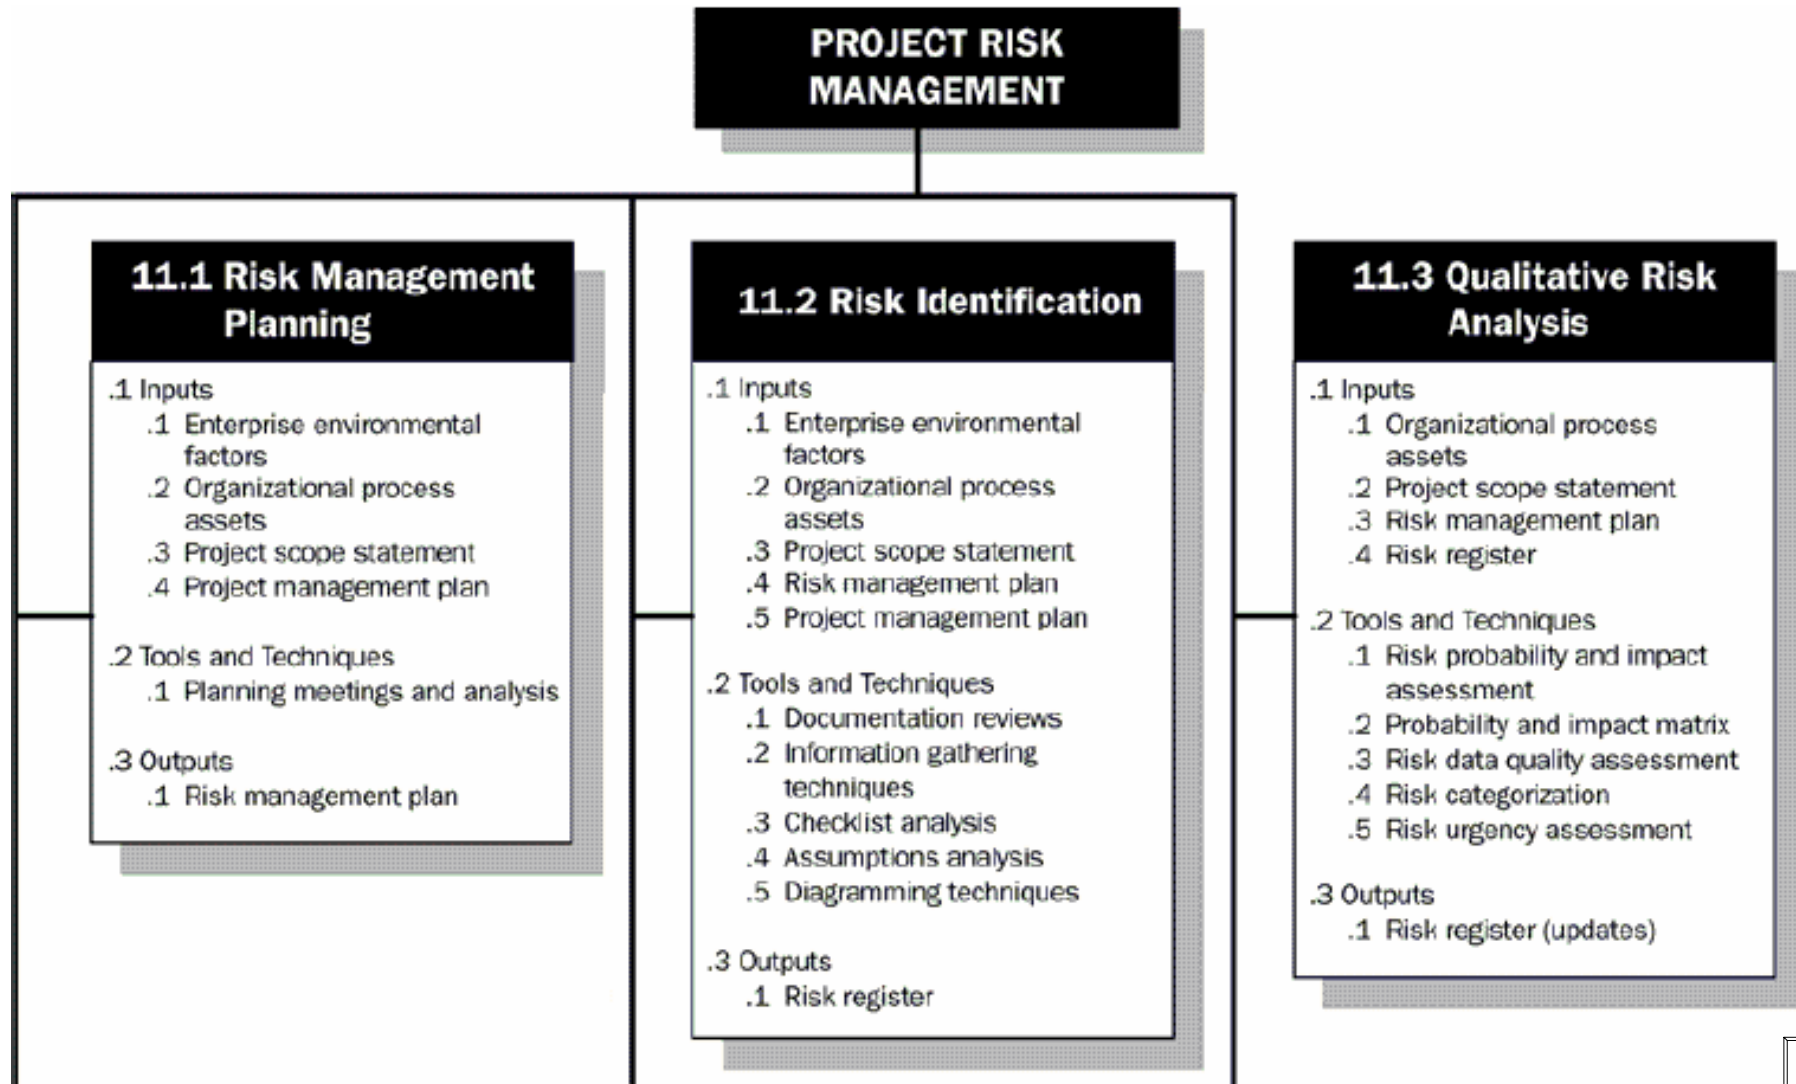 PROJECT RISK
MANAGEMENT
11.1 Risk Management
Planning
.1 Inputs
.1 Enterprise environmental
factors
.2 Organizational process
assets
.3 Project scope statement
.4 Project management plan
.2 Tools and Techniques
.1 Planning meetings and analysis
.3 Outputs
.1 Risk management plan
11.2 Risk Identification
.1 Inputs
.1 Enterprise environmental
factors
.2 Organizational process
assets
.3 Project scope statement
.4 Risk management plan
.5 Project management plan
.2 Tools and Techniques
.1 Documentation reviews
.2 Information gathering
techniques
.3 Checklist analysis
.4 Assumptions analysis
.5 Diagramming techniques
.3 Outputs
.1 Risk register
11.3 Qualitative Risk
Analysis
.1 Inputs
.1 Organizational process
assets
.2 Project scope statement
.3 Risk management plan
.4 Risk register
.2 Tools and Techniques
.1 Risk probability and impact
assessment
.2 Probability and impact matrix
.3 Risk data quality assessment
.4 Risk categorization
.5 Risk urgency assessment
.3 Outputs
.1 Risk register (updates)